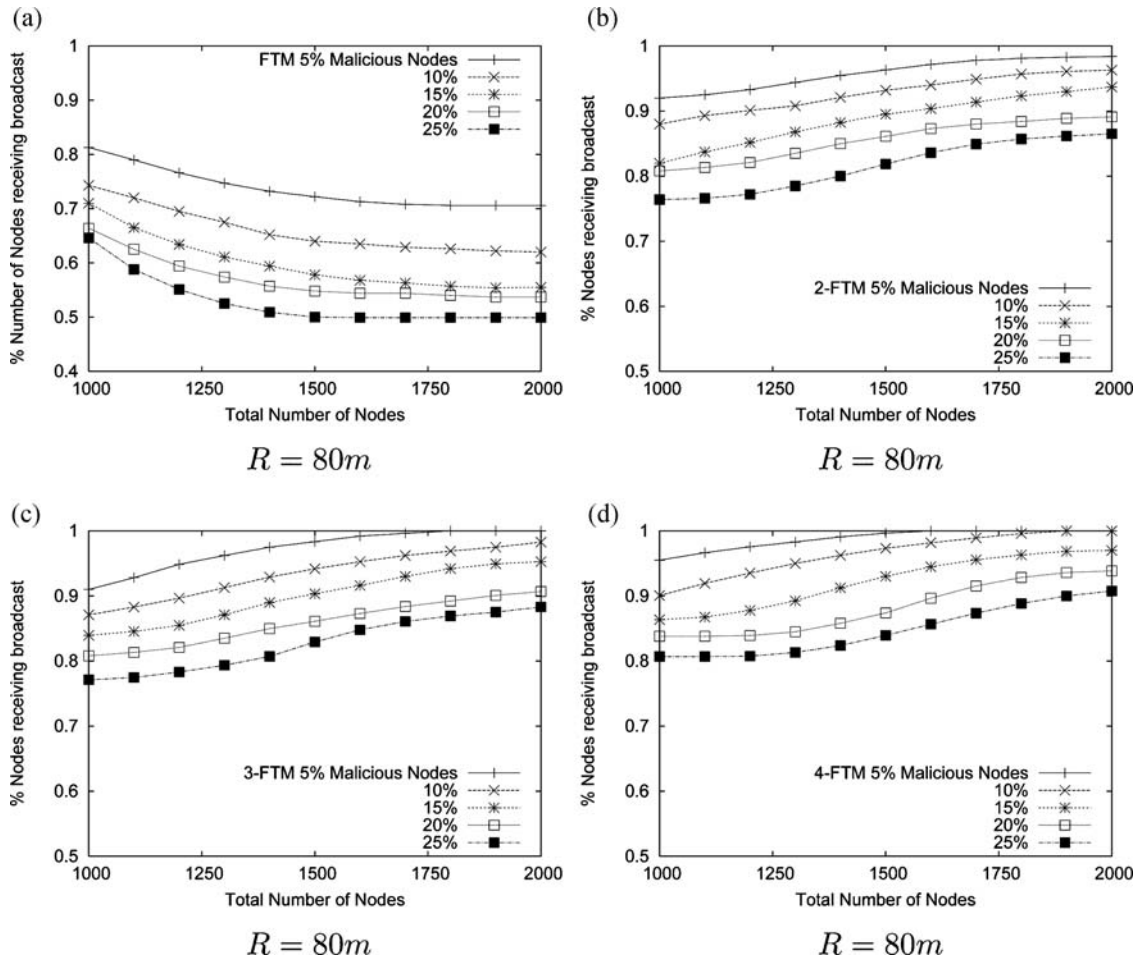 (a)
1
0.9
0.8
0.7
0.6
0.5
0.4
% Number of Nodes receiving broadcast
FTM 5% Malicious Nodes
10%
15%
20%
25%
1000 1250 1500 1750 2000
Total Number of Nodes
R = 80m
(b)
1
0.9
0.8
0.7
0.6
0.5
% Nodes receiving broadcast
2-FTM 5% Malicious Nodes
10%
15%
20%
25%
1000 1250 1500 1750 2000
Total Number of Nodes
R = 80m
(c)
1
0.9
0.8
0.7
0.6
0.5
% Nodes receiving broadcast
3-FTM 5% Malicious Nodes
10%
15%
20%
25%
1000 1250 1500 1750 2000
Total Number of Nodes
R = 80m
(d)
1
0.9
0.8
0.7
0.6
0.5
% Nodes receiving broadcast
4-FTM 5% Malicious Nodes
10%
15%
20%
25%
1000 1250 1500 1750 2000
Total Number of Nodes
R = 80m